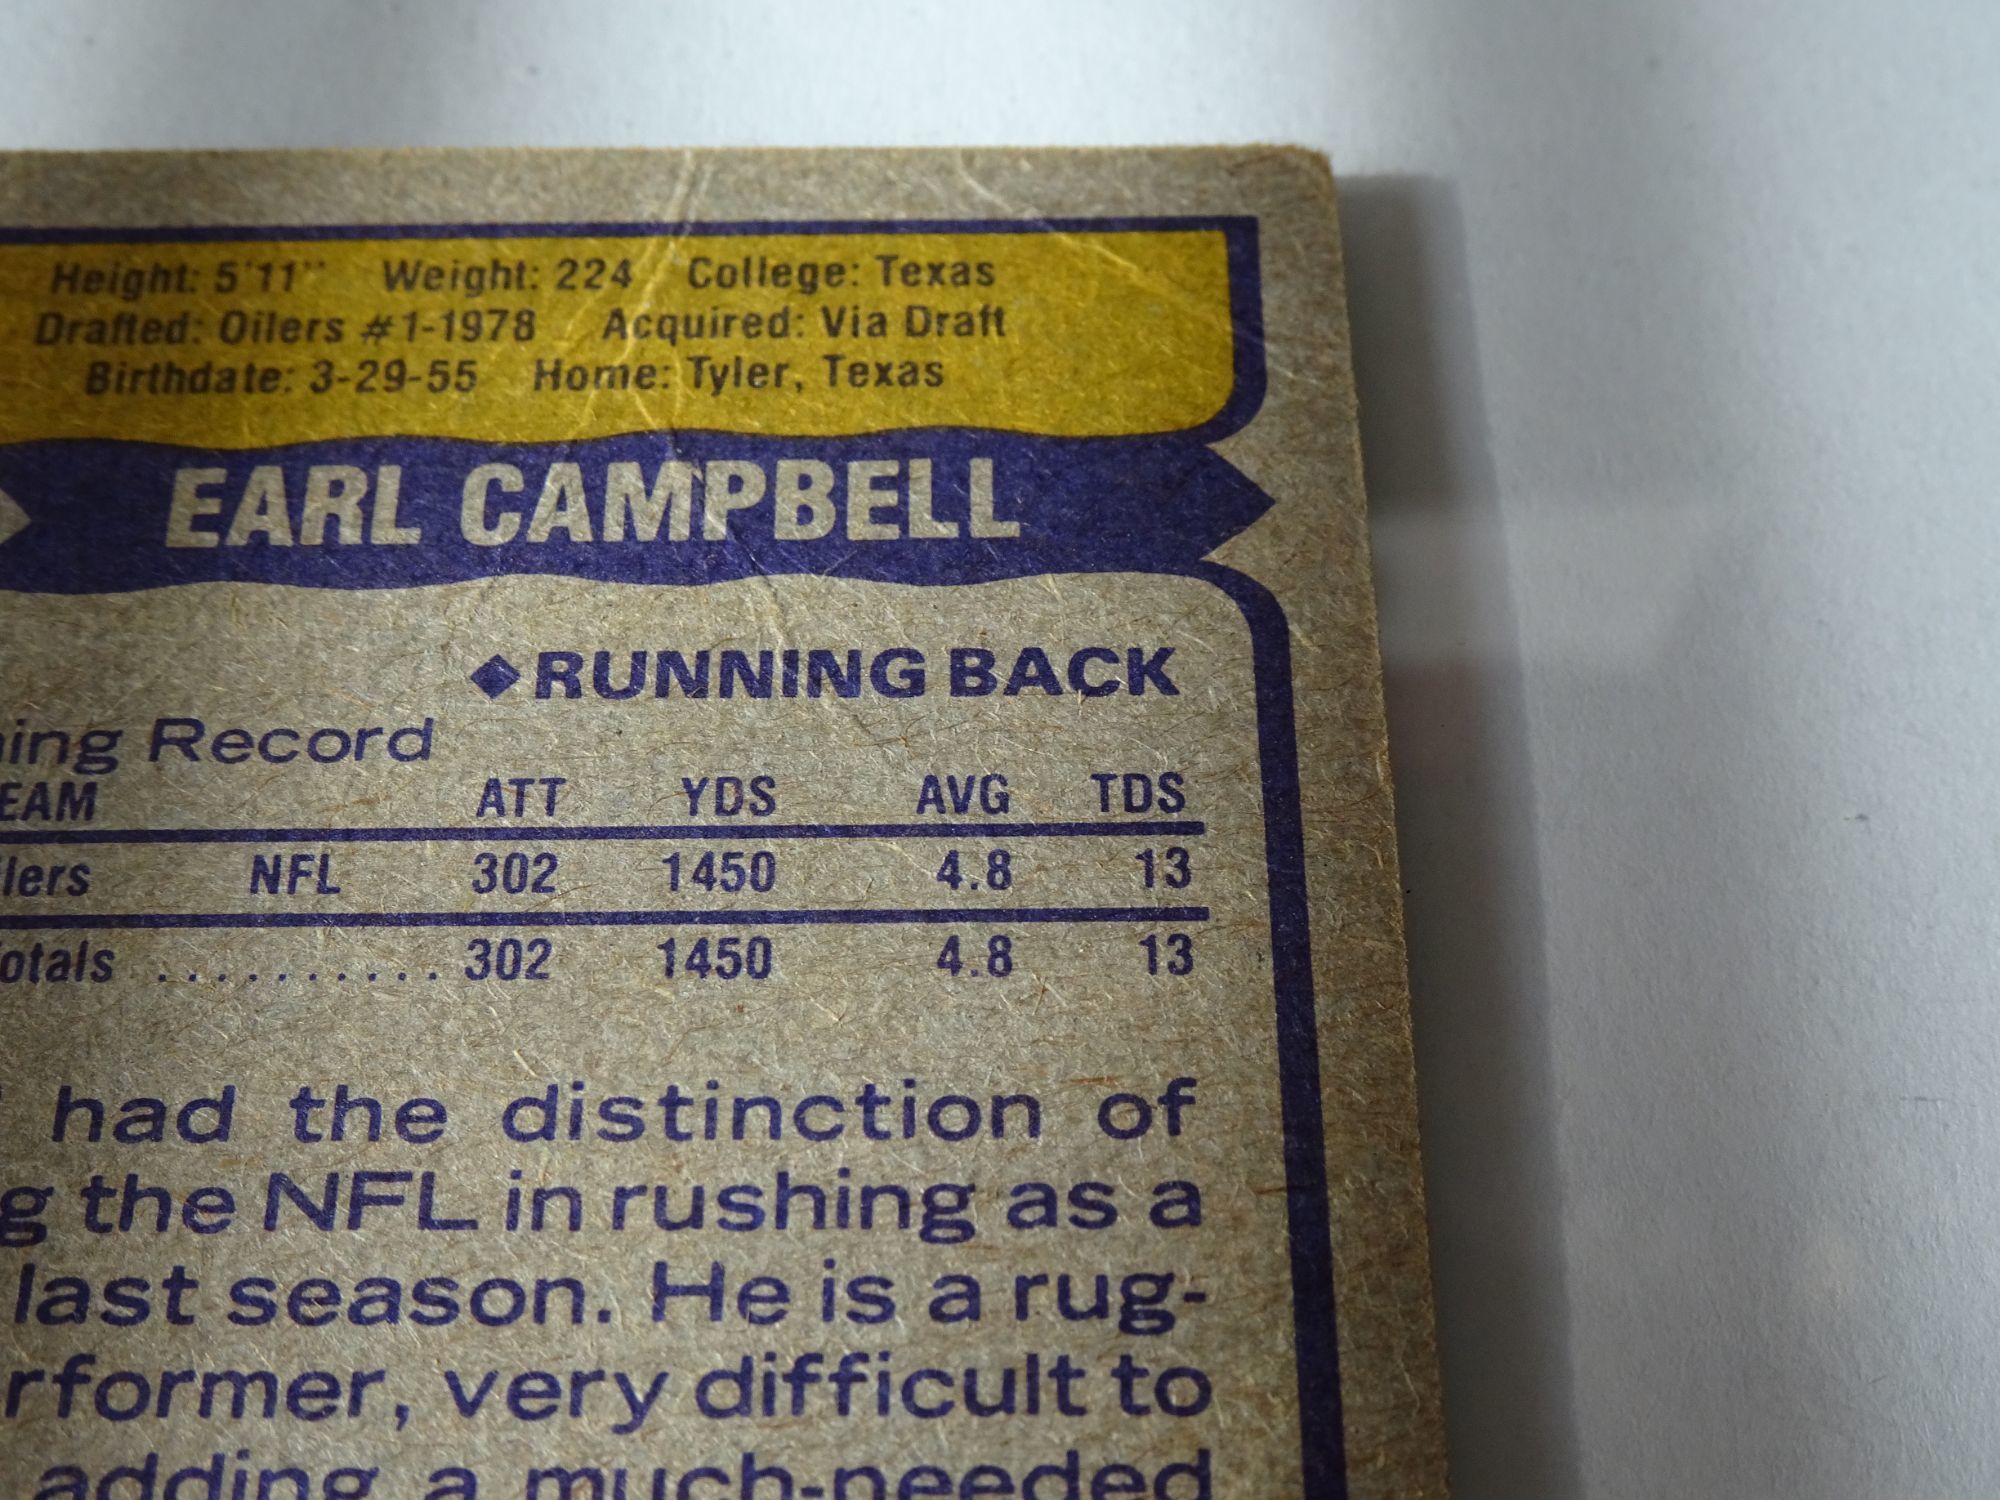 Height: 5'11" Weight: 224 College: Texas
Drafted: Oilers #1-1978 Acquired: Via Draft
Birthdate: 3-29-55 Home: Tyler, Texas
EARL CAMPBELL
◆RUNNING BACK
ing Record
EAM ATT YDS AVG TDS
lers NFL 302 1450 4.8 13
otals .......... 302 1450 4.8 13
had the distinction of
g the NFL in rushing as a
last season. He is a rug-
rformer, very difficult to
adding a much-needed